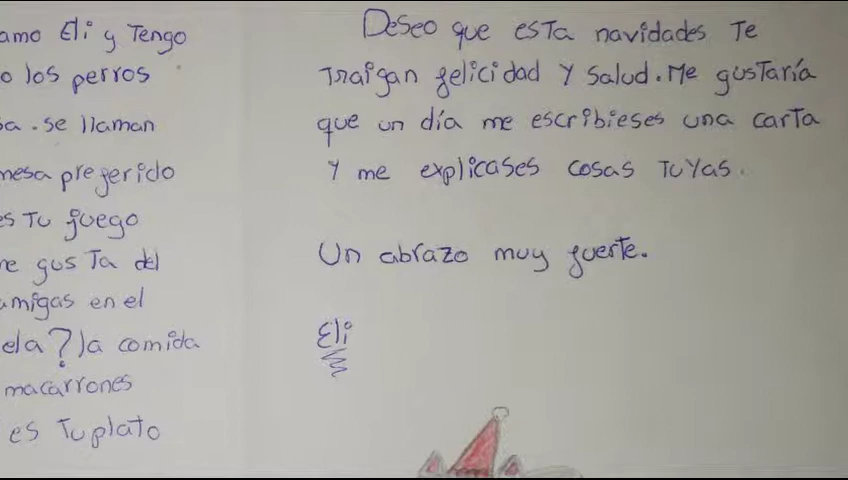 amo Eli y Tengo
o los perros
a. se llaman
mesa preferido
es Tu juego
me gusTa del
amigas en el
ela? la comida
macarrones
es Tu plato
Deseo que esta navidades Te
Traigan felicidad y salud. Me gustaría
que un día me escribieses una carta
y me explicases cosas Tuyas.
Un abrazo muy fuerte.
Eli